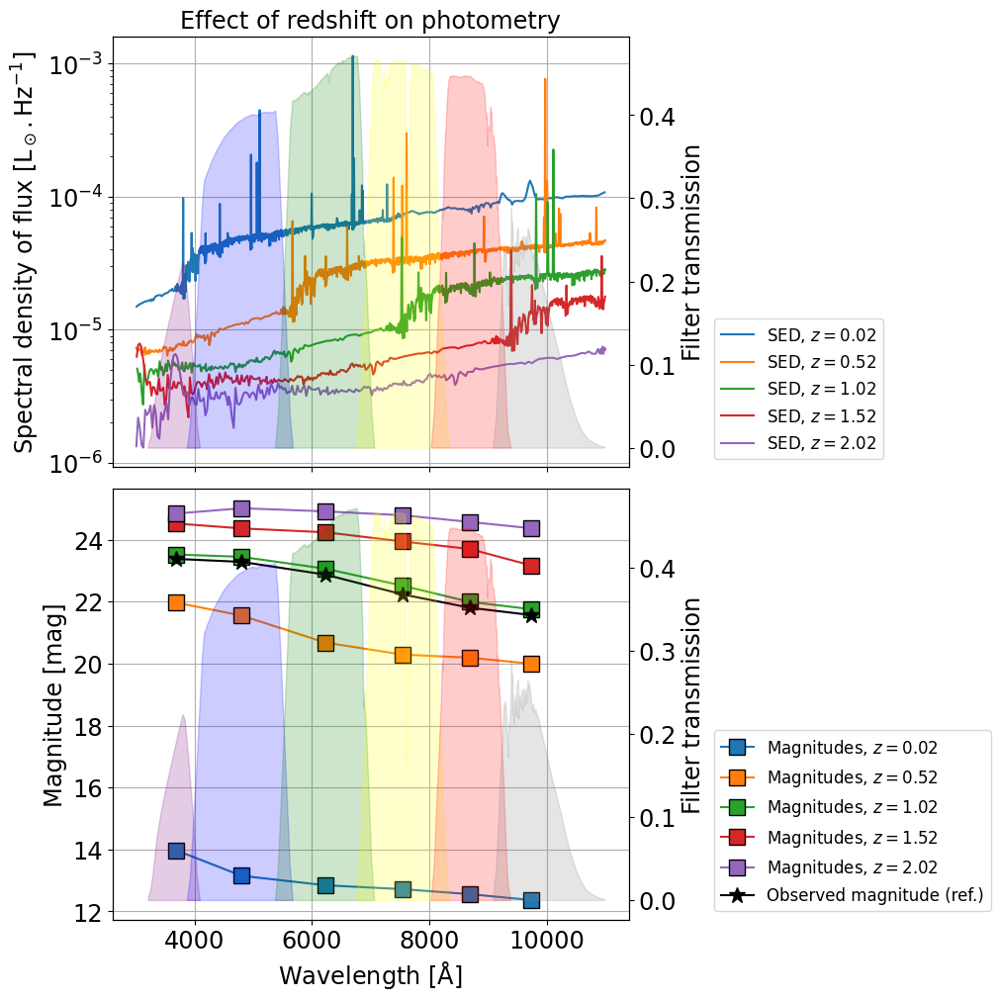 Effect of redshift on photometry
Spectral density of flux [L⊙.Hz⁻¹]
10⁻³
10⁻⁴
10⁻⁵
10⁻⁶
0.4
0.3
0.2
0.1
0.0
Filter transmission
SED, z = 0.02
SED, z = 0.52
SED, z = 1.02
SED, z = 1.52
SED, z = 2.02
Magnitude [mag]
24
22
20
18
16
14
12
0.4
0.3
0.2
0.1
0.0
Filter transmission
4000 6000 8000 10000
Wavelength [Å]
Magnitudes, z = 0.02
Magnitudes, z = 0.52
Magnitudes, z = 1.02
Magnitudes, z = 1.52
Magnitudes, z = 2.02
Observed magnitude (ref.)